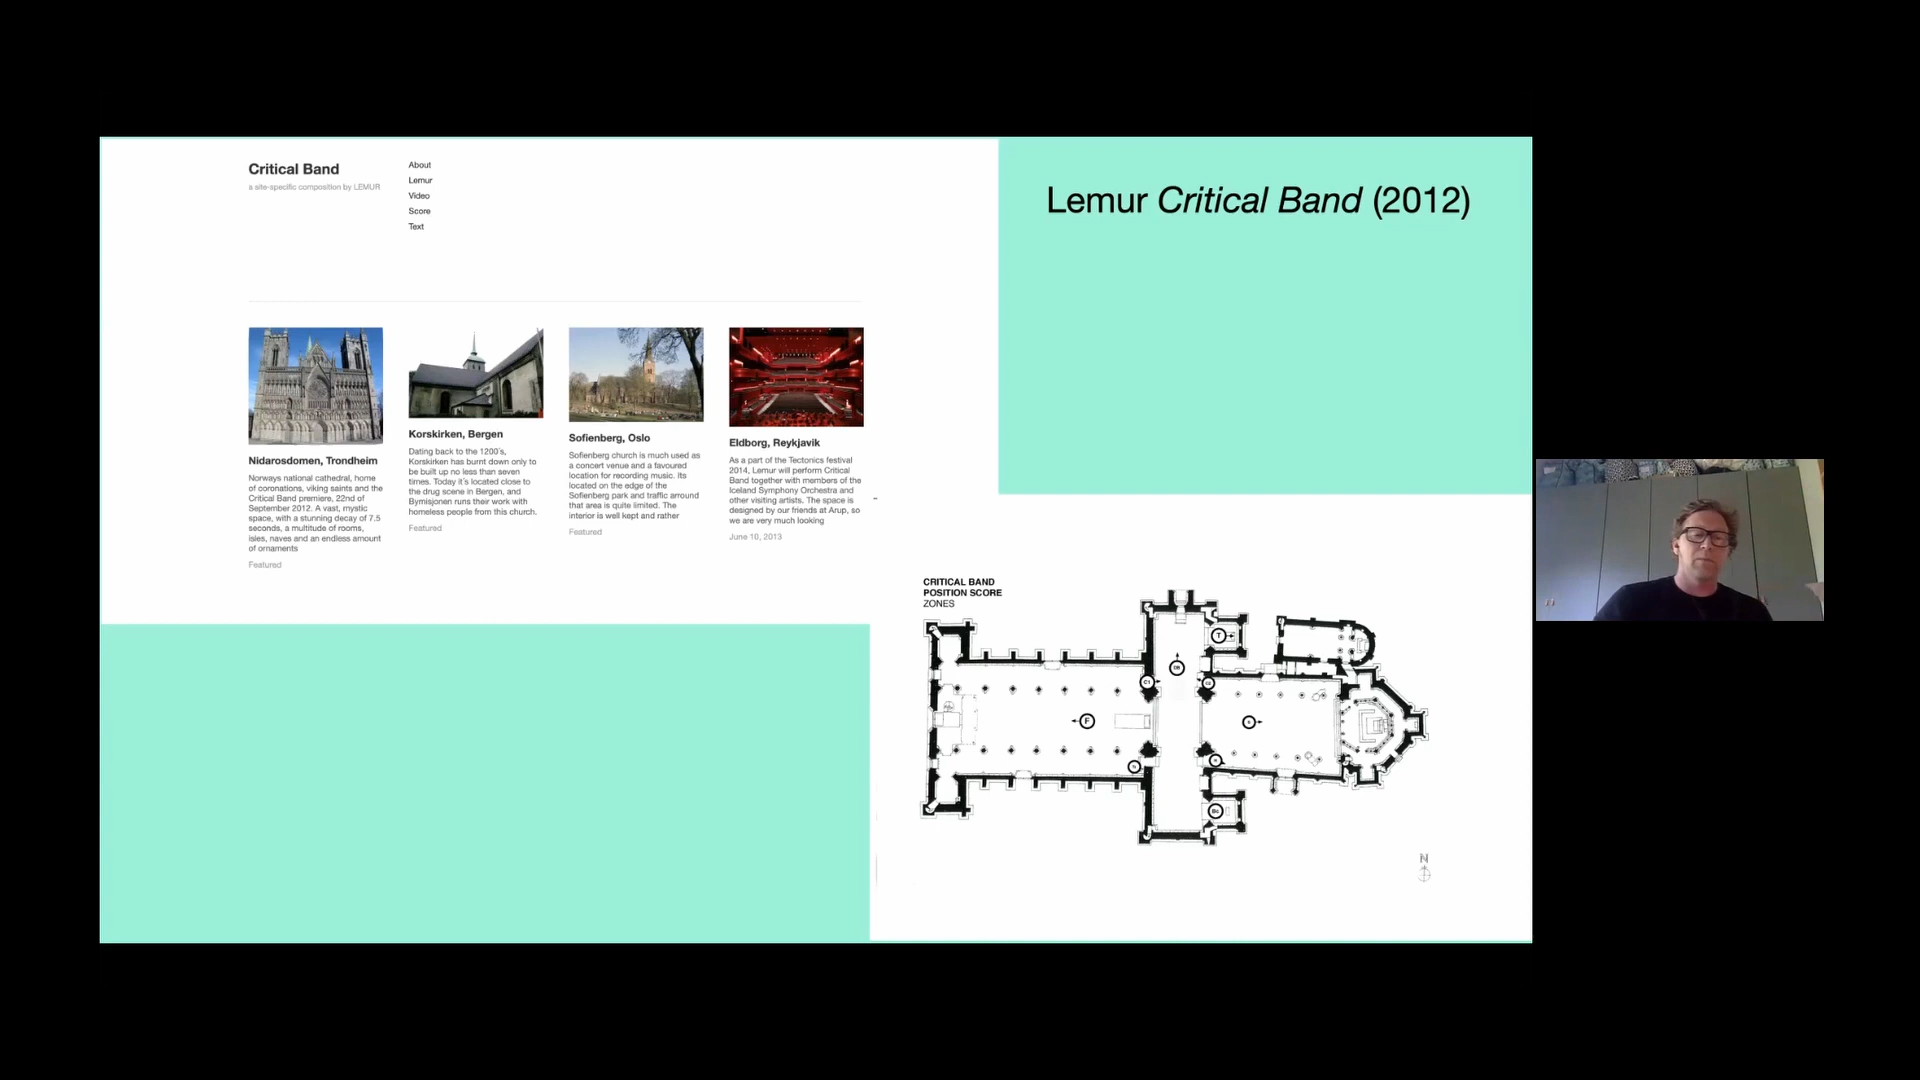 Critical Band
a site-specific composition by LEMUR
About
Lemur
Video
Score
Text
Lemur Critical Band (2012)
Nidarosdomen, Trondheim
Norways national cathedral, home
of coronations, viking saints and the
Critical Band premiere, 22nd of
September 2012. A vast, mystic
space, with a stunning decay of 7.5
seconds, a multitude of rooms,
isles, naves and an endless amount
of ornaments
Featured
Korskirken, Bergen
Dating back to the 1200's,
Korskirken has burnt down only to
be built up no less than seven
times. Today it's located close to
the drug scene in Bergen, and
Bymisjonen runs their work with
homeless people from this church.
Featured
Sofienberg, Oslo
Sofienberg church is much used as
a concert venue and a favoured
location for recording music. Its
located on the edge of the
Sofienberg park and traffic arround
that area is quite limited. The
interior is well kept and rather
Featured
Eldborg, Reykjavik
As a part of the Tectonics festival
2014, Lemur will perform Critical
Band together with members of the
Iceland Symphony Orchestra and
other visiting artists. The space is
designed by our friends at Arup, so
we are very much looking
June 10, 2013
CRITICAL BAND
POSITION SCORE
ZONES
T
DB
C1
F
Bc
N